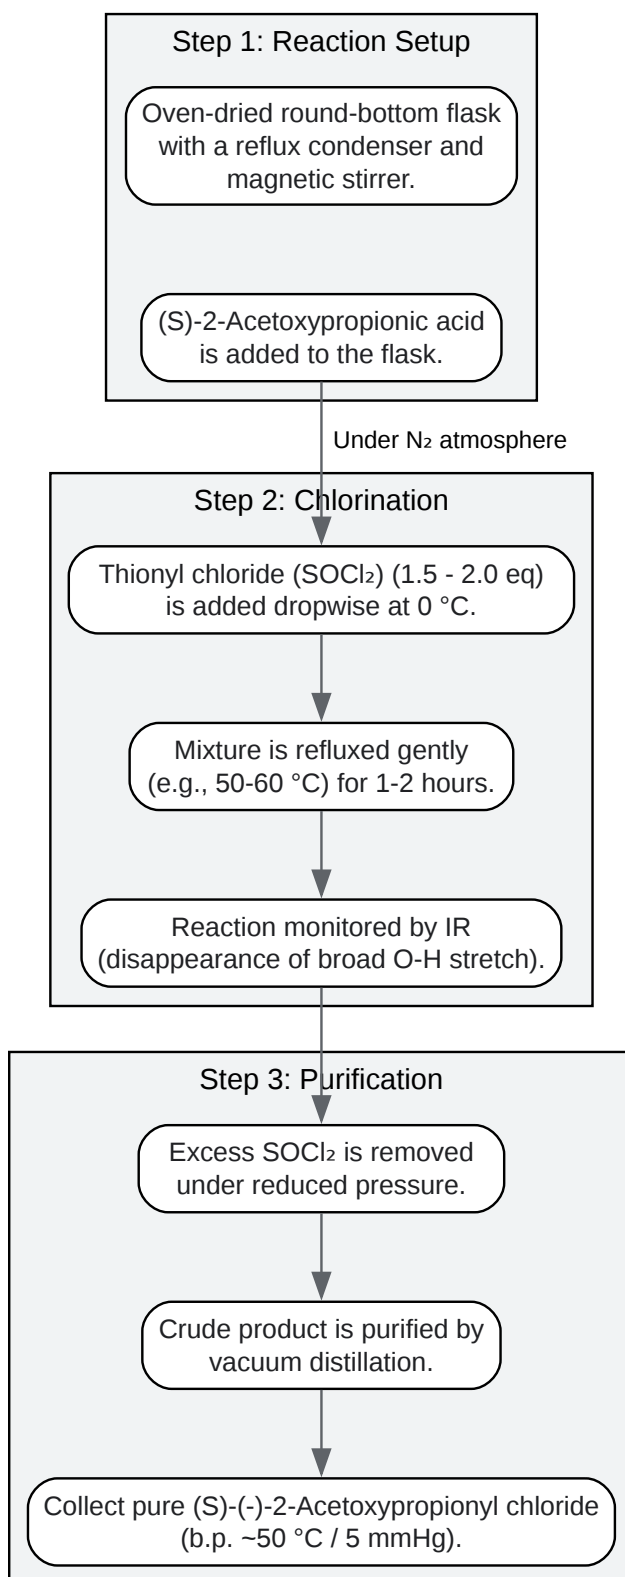 Step 1: Reaction Setup
Oven-dried round-bottom flask
with a reflux condenser and
magnetic stirrer.
(S)-2-Acetoxypropionic acid
is added to the flask.
Under N₂ atmosphere
Step 2: Chlorination
Thionyl chloride (SOCl₂) (1.5 - 2.0 eq)
is added dropwise at 0 °C.
Mixture is refluxed gently
(e.g., 50-60 °C) for 1-2 hours.
Reaction monitored by IR
(disappearance of broad O-H stretch).
Step 3: Purification
Excess SOCl₂ is removed
under reduced pressure.
Crude product is purified by
vacuum distillation.
Collect pure (S)-(-)-2-Acetoxypropionyl chloride
(b.p. ~50 °C / 5 mmHg).